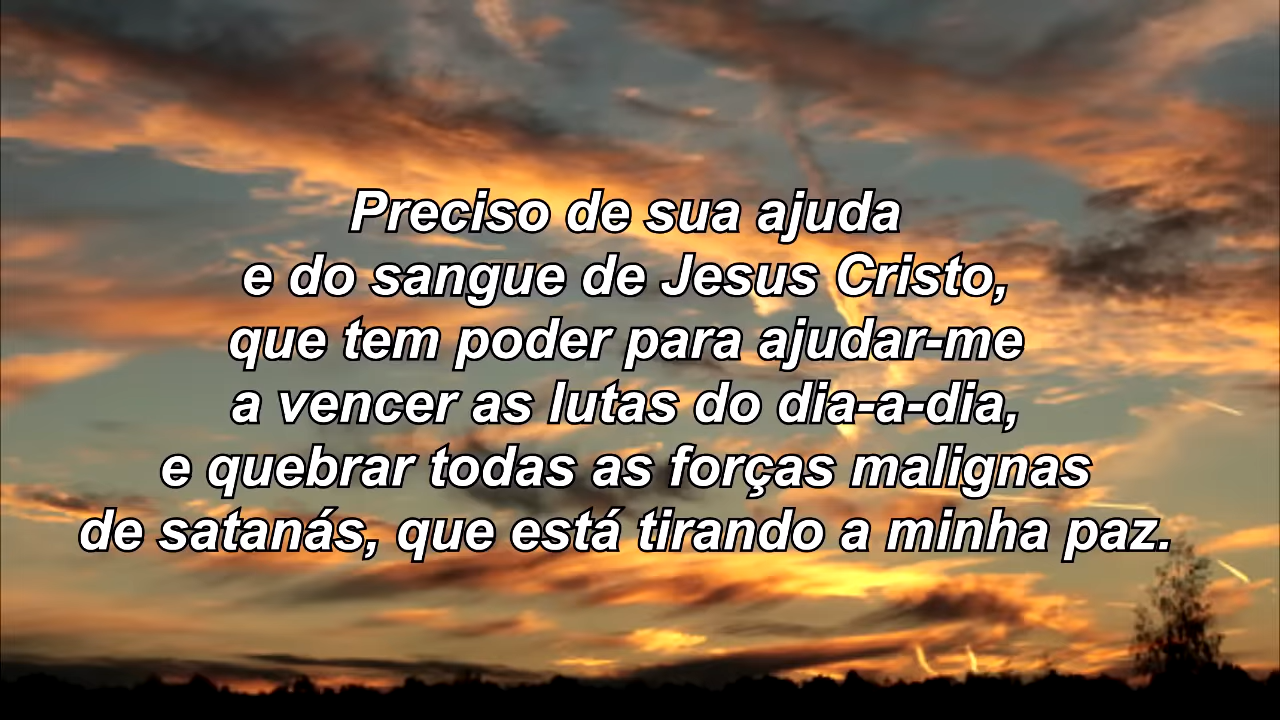 Preciso de sua ajuda
e do sangue de Jesus Cristo,
que tem poder para ajudar-me
a vencer as lutas do dia-a-dia,
e quebrar todas as forças malignas
de satanás, que está tirando a minha paz.